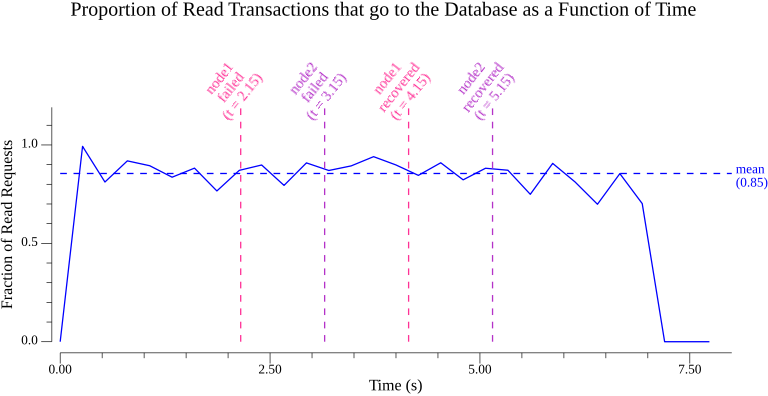 Proportion of Read Transactions that go to the Database as a Function of Time
node1
failed
(t = 2.15)
node2
failed
(t = 3.15)
node1
recovered
(t = 4.15)
node2
recovered
(t = 5.15)
Fraction of Read Requests
1.0
0.5
0.0
mean
(0.85)
0.00
2.50
5.00
7.50
Time (s)